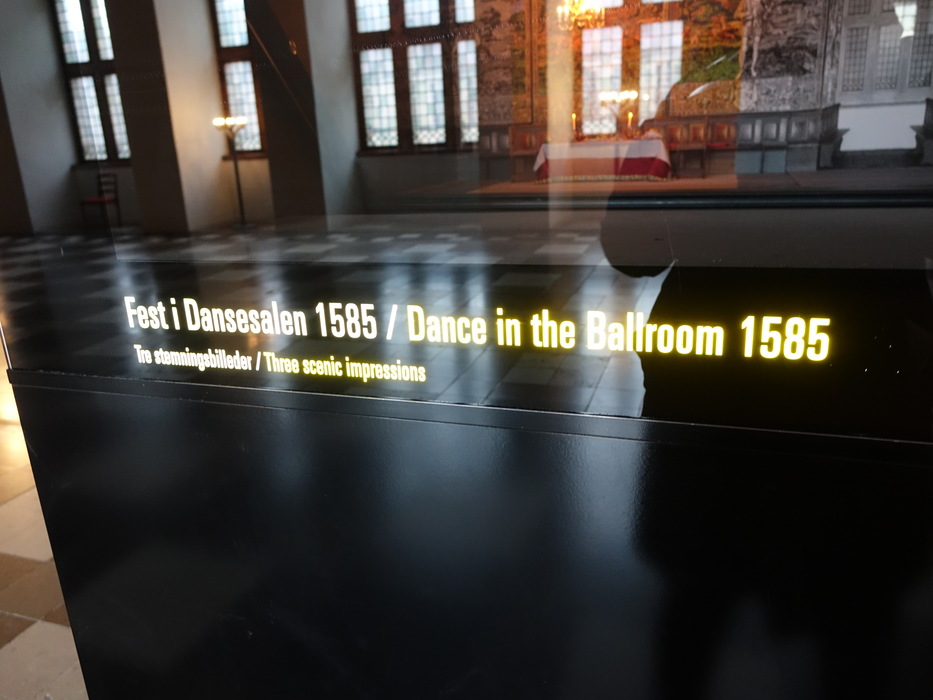 Fest i Dansesalen 1585 / Dance in the Ballroom 1585
Tre stemningsbilleder / Three scenic impressions